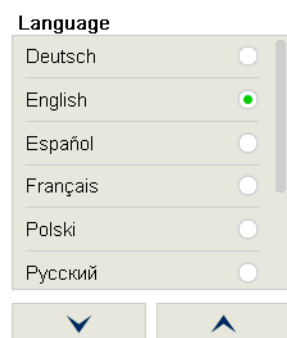 Language
Deutsch
English
Español
Français
Polski
Русский